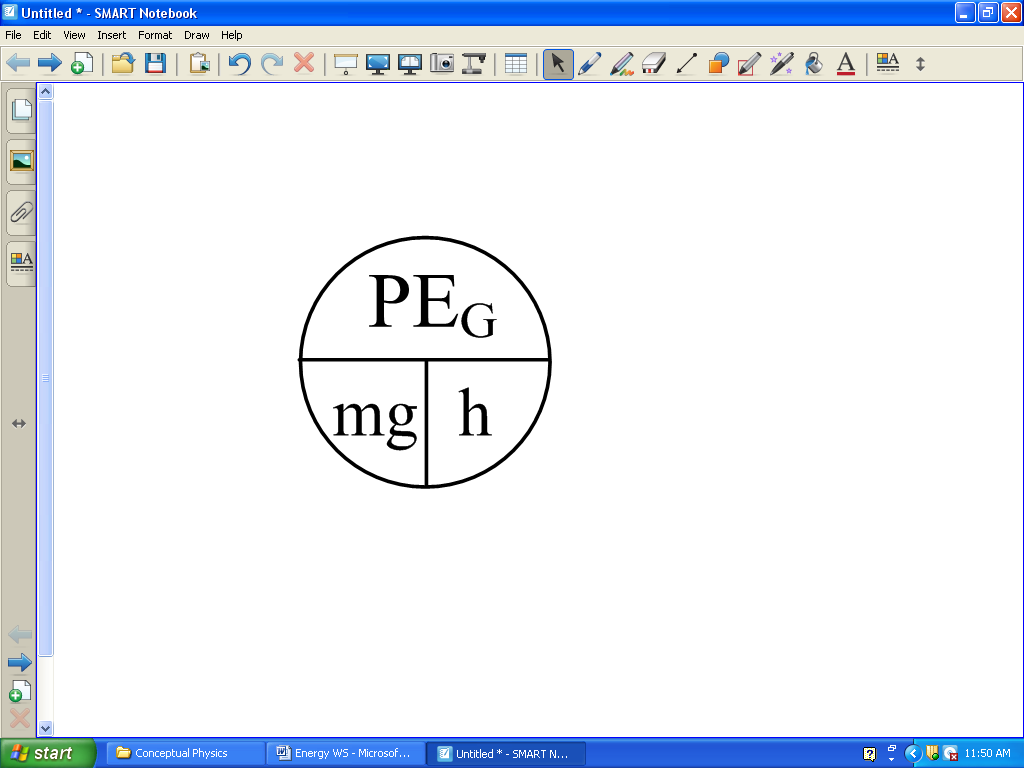 Untitled * - SMART Notebook
File Edit View Insert Format Draw Help
PE_G
mg h
start Conceptual Physics Energy WS - Microsof... Untitled * - SMART N... 11:50 AM